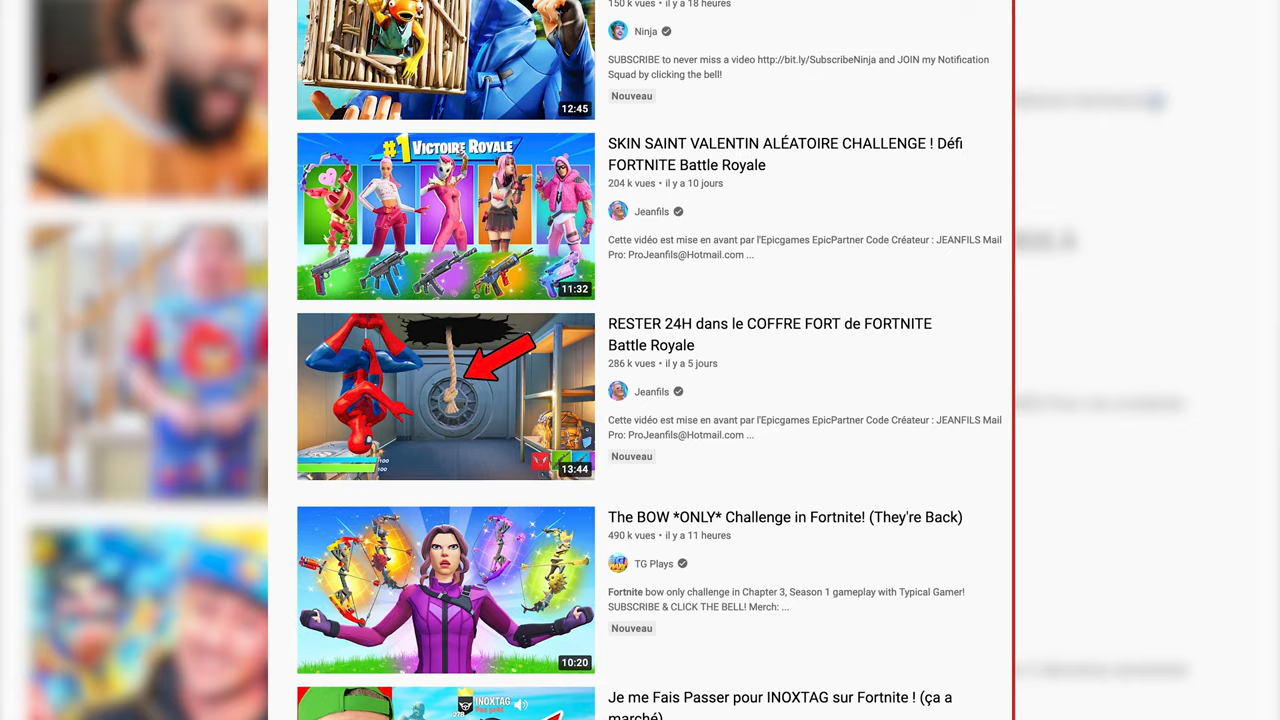 150 k vues • il y a 18 heures
Ninja
SUBSCRIBE to never miss a video http://bit.ly/SubscribeNinja and JOIN my Notification
Squad by clicking the bell!
Nouveau
12:45
#1 VICTOIRE ROYALE
11:32
SKIN SAINT VALENTIN ALÉATOIRE CHALLENGE ! Défi
FORTNITE Battle Royale
204 k vues • il y a 10 jours
Jeanfils
Cette vidéo est mise en avant par l'Epicgames EpicPartner Code Créateur : JEANFILS Mail
Pro: ProJeanfils@Hotmail.com ...
100
100
13:44
RESTER 24H dans le COFFRE FORT de FORTNITE
Battle Royale
286 k vues • il y a 5 jours
Jeanfils
Cette vidéo est mise en avant par l'Epicgames EpicPartner Code Créateur : JEANFILS Mail
Pro: ProJeanfils@Hotmail.com ...
Nouveau
10:20
The BOW *ONLY* Challenge in Fortnite! (They're Back)
490 k vues • il y a 11 heures
TG Plays
Fortnite bow only challenge in Chapter 3, Season 1 gameplay with Typical Gamer!
SUBSCRIBE & CLICK THE BELL! Merch: ...
Nouveau
INOXTAG
278
Je me Fais Passer pour INOXTAG sur Fortnite ! (ça a
marché)